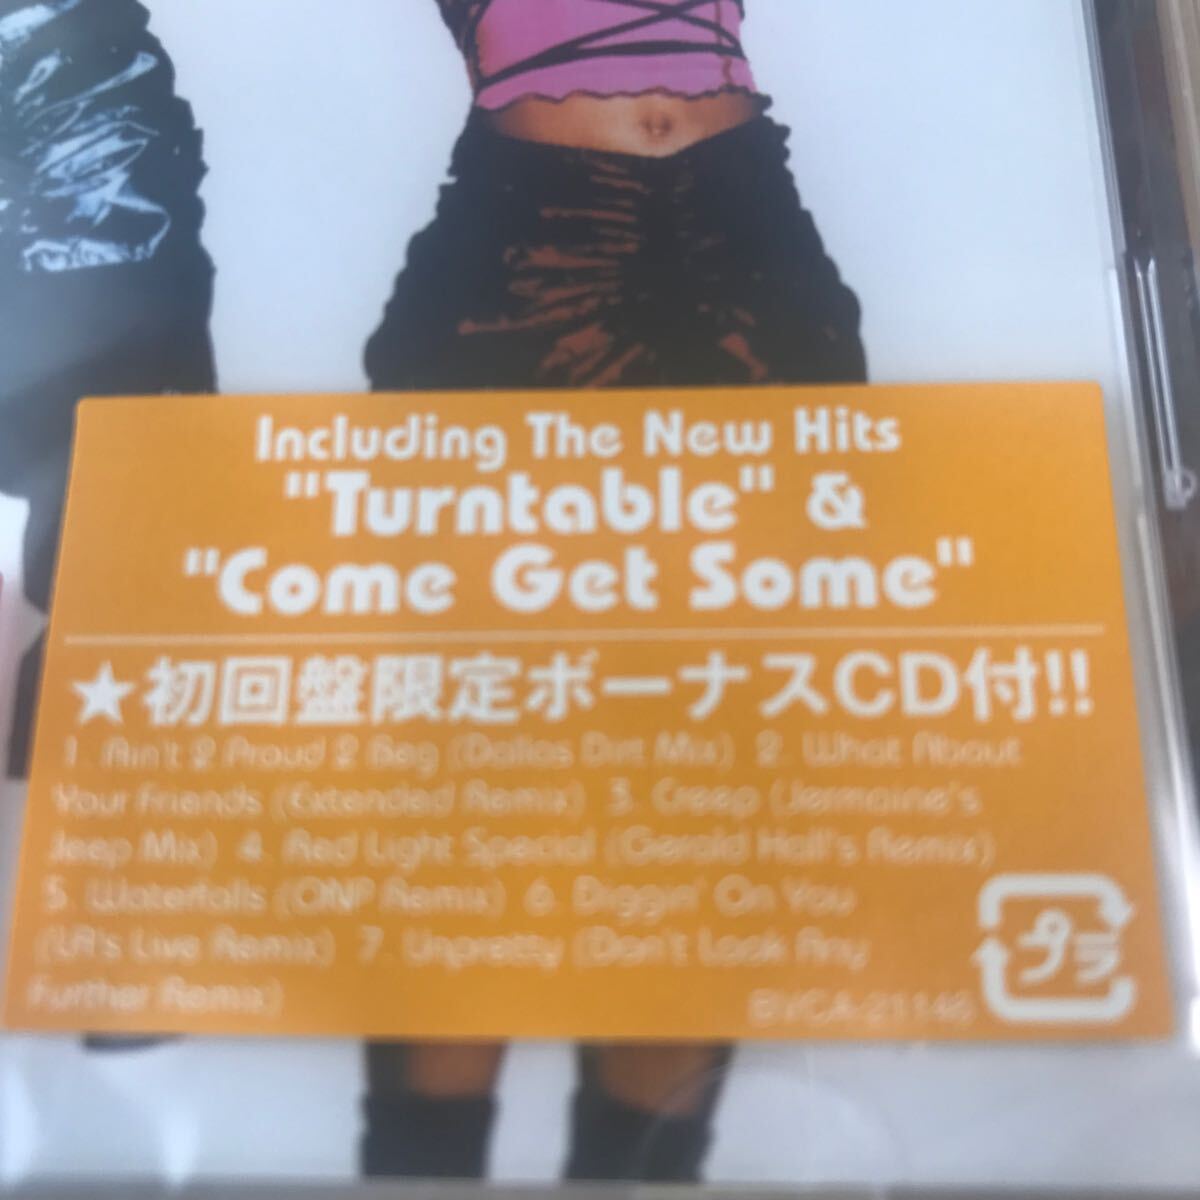 Including The New Hits
"Turntable" &
"Come Get Some"
★初回盤限定ボーナスCD付!!
1. Ain't 2 Proud 2 Beg (Dallas Dirt Mix) 2. What About
Your Friends (Extended Remix) 3. Creep (Jermaine's
Jeep Mix) 4. Red Light Special (Gerald Hall's Remix)
5. Waterfalls (ONP Remix) 6. Diggin' On You
(LA's Live Remix) 7. Unpretty (Don't Look Any
Further Remix)
BVCA-21146
プラ